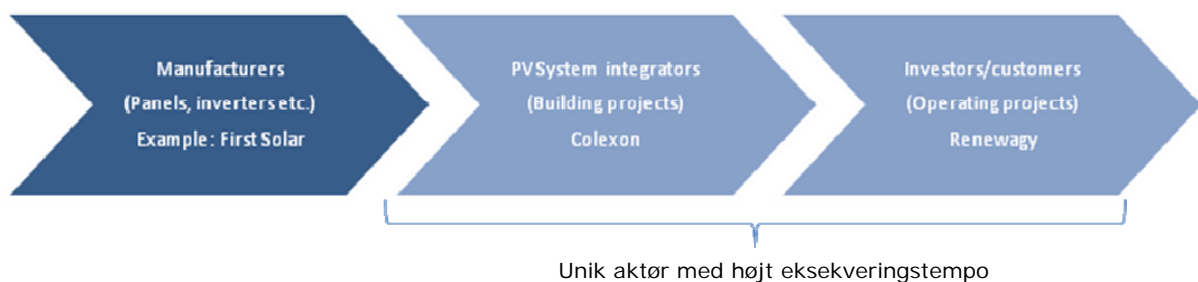 Manufacturers
(Panels, inverters etc.)
Example: First Solar
PVSystem integrators
(Building projects)
Colexon
Investors/customers
(Operating projects)
Renewagy
Unik aktør med højt eksekveringstempo